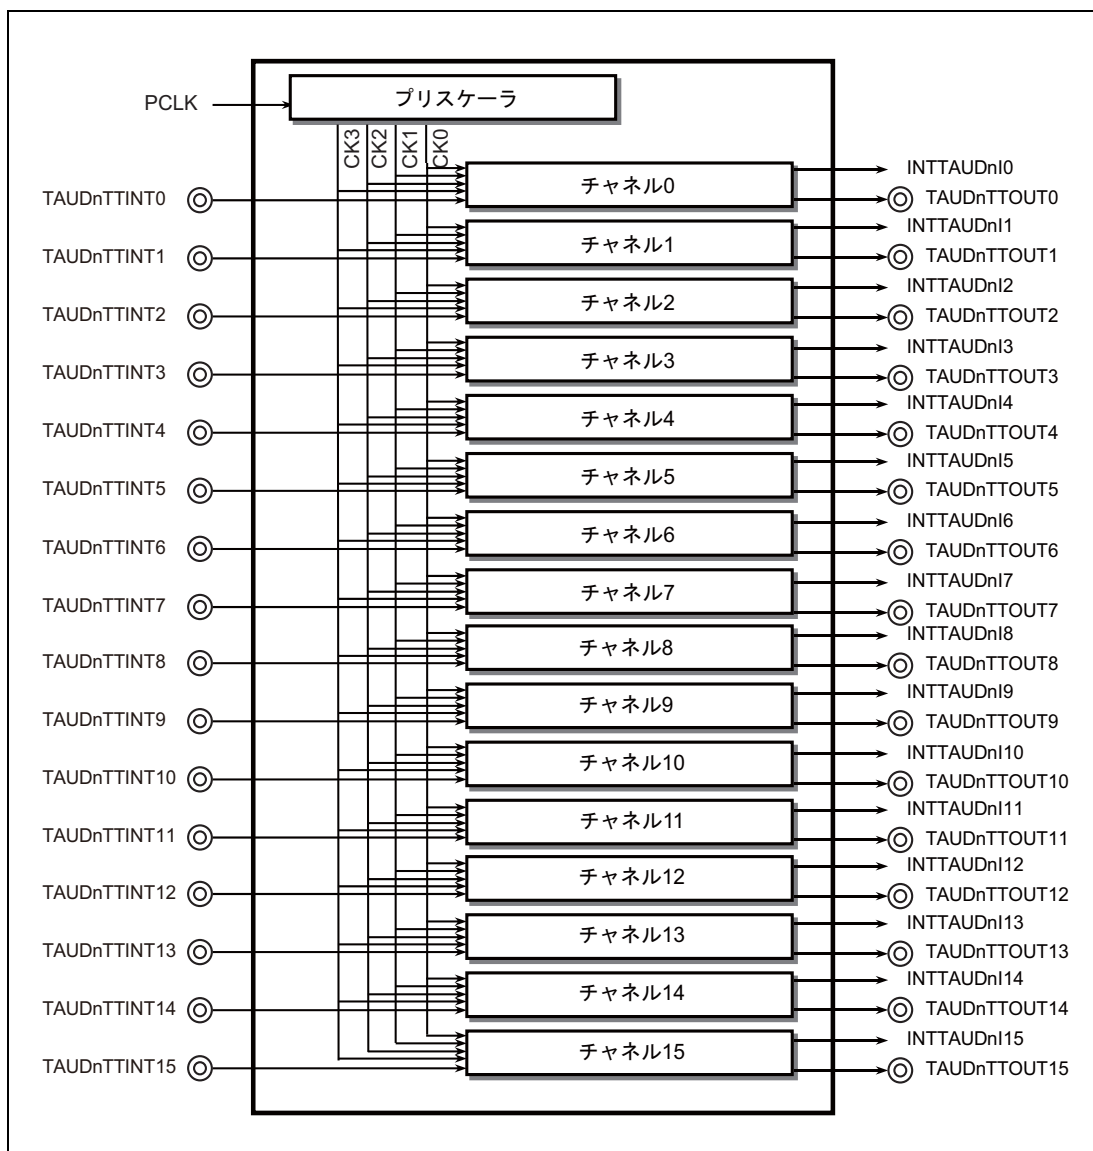 プリスケーラ
PCLK
CK3
CK2
CK1
CK0
TAUDnTTINT0
チャネル0
INTTAUDnI0
TAUDnTTOUT0
TAUDnTTINT1
チャネル1
INTTAUDnI1
TAUDnTTOUT1
TAUDnTTINT2
チャネル2
INTTAUDnI2
TAUDnTTOUT2
TAUDnTTINT3
チャネル3
INTTAUDnI3
TAUDnTTOUT3
TAUDnTTINT4
チャネル4
INTTAUDnI4
TAUDnTTOUT4
TAUDnTTINT5
チャネル5
INTTAUDnI5
TAUDnTTOUT5
TAUDnTTINT6
チャネル6
INTTAUDnI6
TAUDnTTOUT6
TAUDnTTINT7
チャネル7
INTTAUDnI7
TAUDnTTOUT7
TAUDnTTINT8
チャネル8
INTTAUDnI8
TAUDnTTOUT8
TAUDnTTINT9
チャネル9
INTTAUDnI9
TAUDnTTOUT9
TAUDnTTINT10
チャネル10
INTTAUDnI10
TAUDnTTOUT10
TAUDnTTINT11
チャネル11
INTTAUDnI11
TAUDnTTOUT11
TAUDnTTINT12
チャネル12
INTTAUDnI12
TAUDnTTOUT12
TAUDnTTINT13
チャネル13
INTTAUDnI13
TAUDnTTOUT13
TAUDnTTINT14
チャネル14
INTTAUDnI14
TAUDnTTOUT14
TAUDnTTINT15
チャネル15
INTTAUDnI15
TAUDnTTOUT15